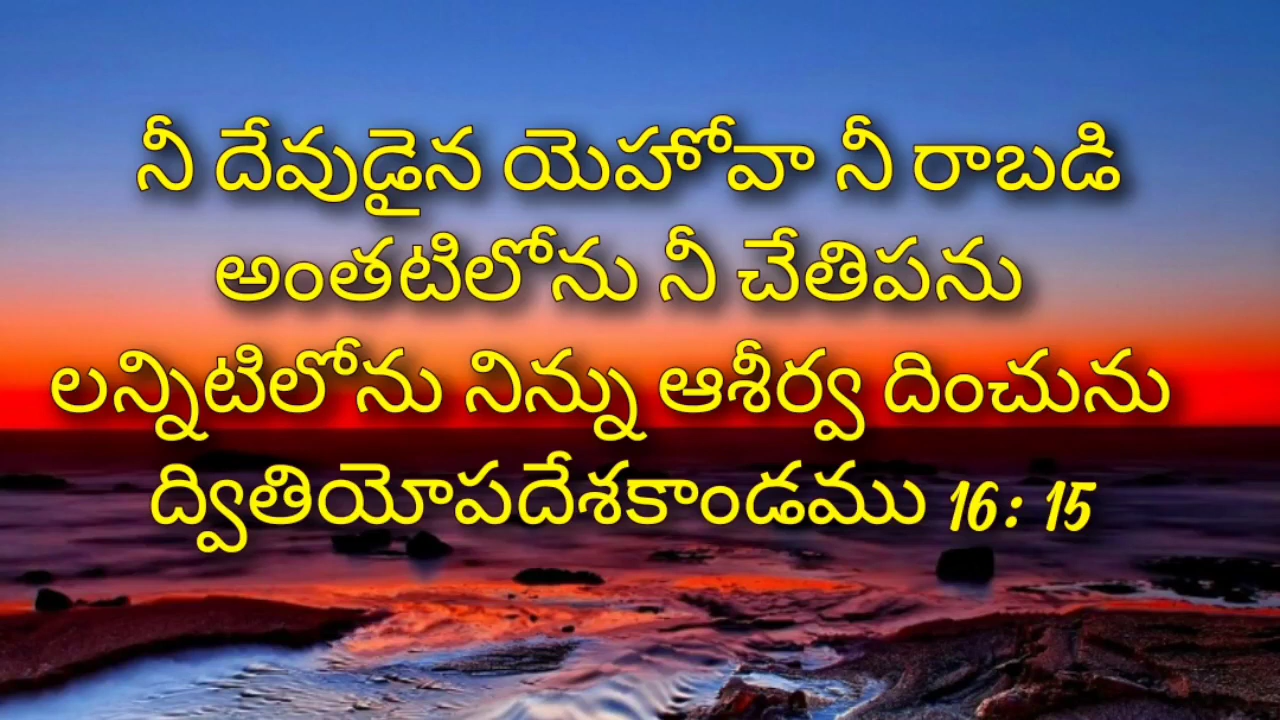 నీ దేవుడైన యెహోవా నీ రాబడి
అంతటిలోను నీ చేతిపను
లన్నిటిలోను నిన్ను ఆశీర్వ దించును
ద్వితియోపదేశకాండము 16 : 15